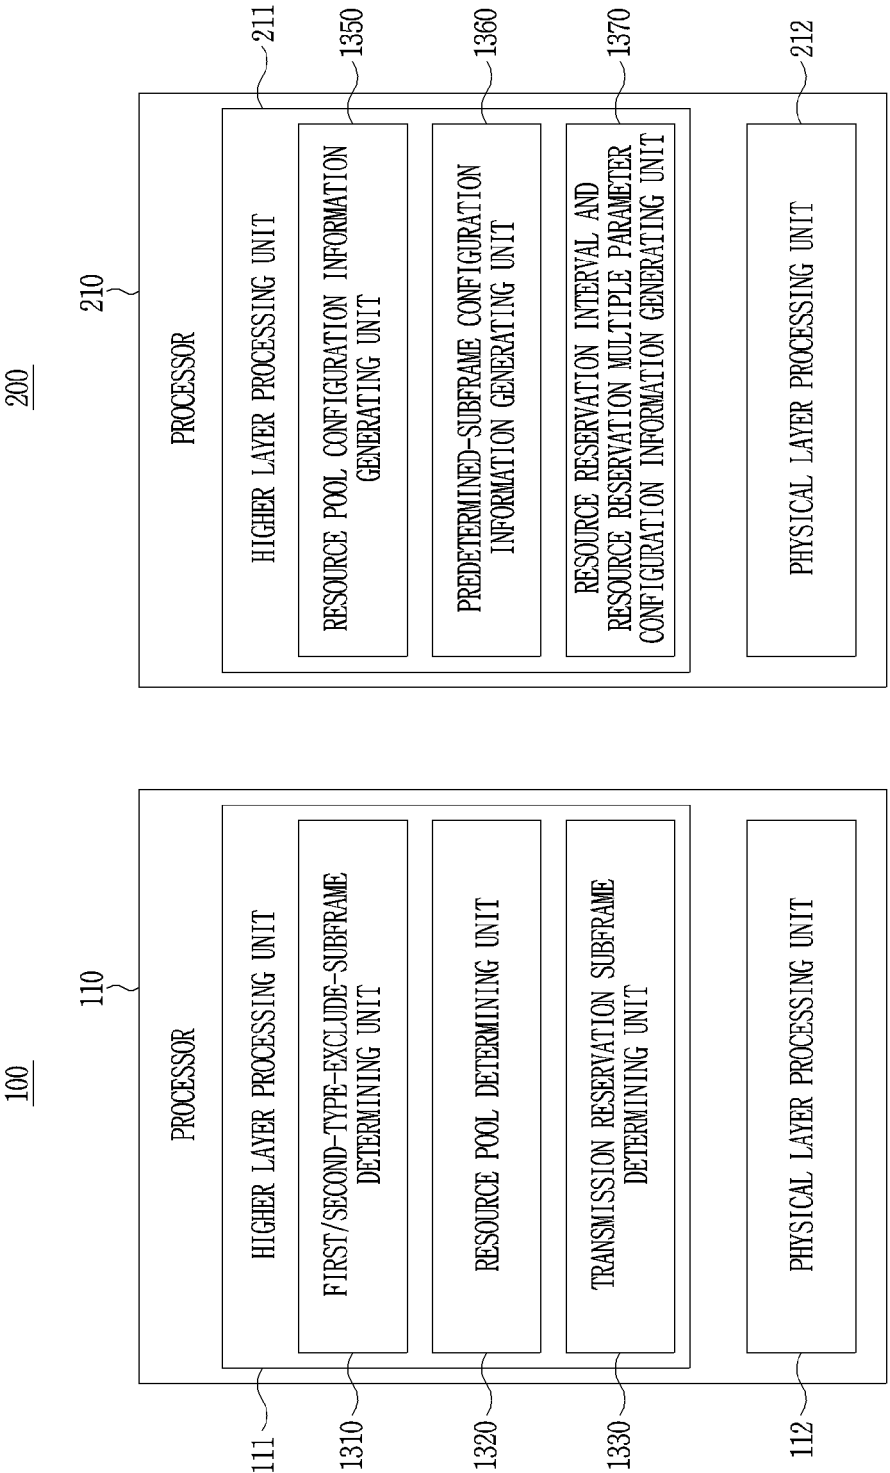 100
110
PROCESSOR
HIGHER LAYER PROCESSING UNIT
FIRST/SECOND-TYPE-EXCLUDE-SUBFRAME
DETERMINING UNIT
RESOURCE POOL DETERMINING UNIT
TRANSMISSION RESERVATION SUBFRAME
DETERMINING UNIT
PHYSICAL LAYER PROCESSING UNIT
111
1310
1320
1330
112
200
210
PROCESSOR
HIGHER LAYER PROCESSING UNIT
RESOURCE POOL CONFIGURATION INFORMATION
GENERATING UNIT
PREDETERMINED-SUBFRAME CONFIGURATION
INFORMATION GENERATING UNIT
RESOURCE RESERVATION INTERVAL AND
RESOURCE RESERVATION MULTIPLE PARAMETER
CONFIGURATION INFORMATION GENERATING UNIT
PHYSICAL LAYER PROCESSING UNIT
211
1350
1360
1370
212